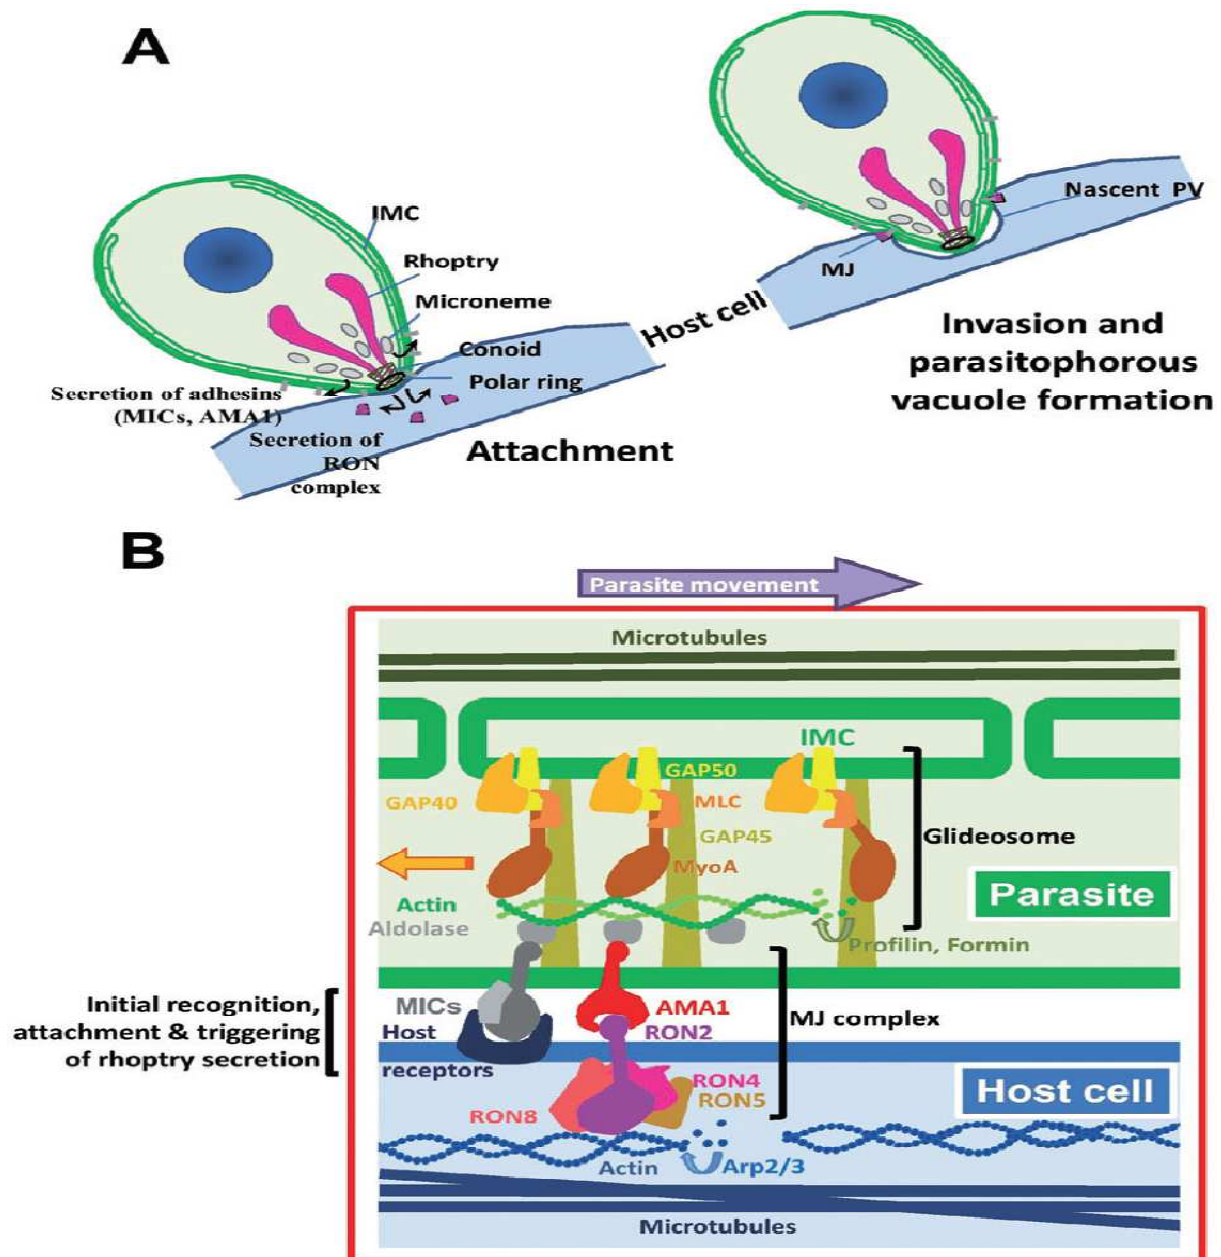 A
IMC
Rhoptry
Microneme
Conoid
Polar ring
Secretion of adhesins
(MICs, AMA1)
Secretion of
RON
complex
Attachment
Host cell
Nascent PV
MJ
Invasion and
parasitophorous
vacuole formation
B
Parasite movement
Microtubules
IMC
GAP50
GAP40
MLC
GAP45
Glideosome
MyoA
Parasite
Actin
Aldolase
Profilin, Formin
Initial recognition,
attachment & triggering
of rhoptry secretion
MICs
AMA1
MJ complex
Host
receptors
RON2
RON4
RON5
RON8
Host cell
Actin
Arp2/3
Microtubules